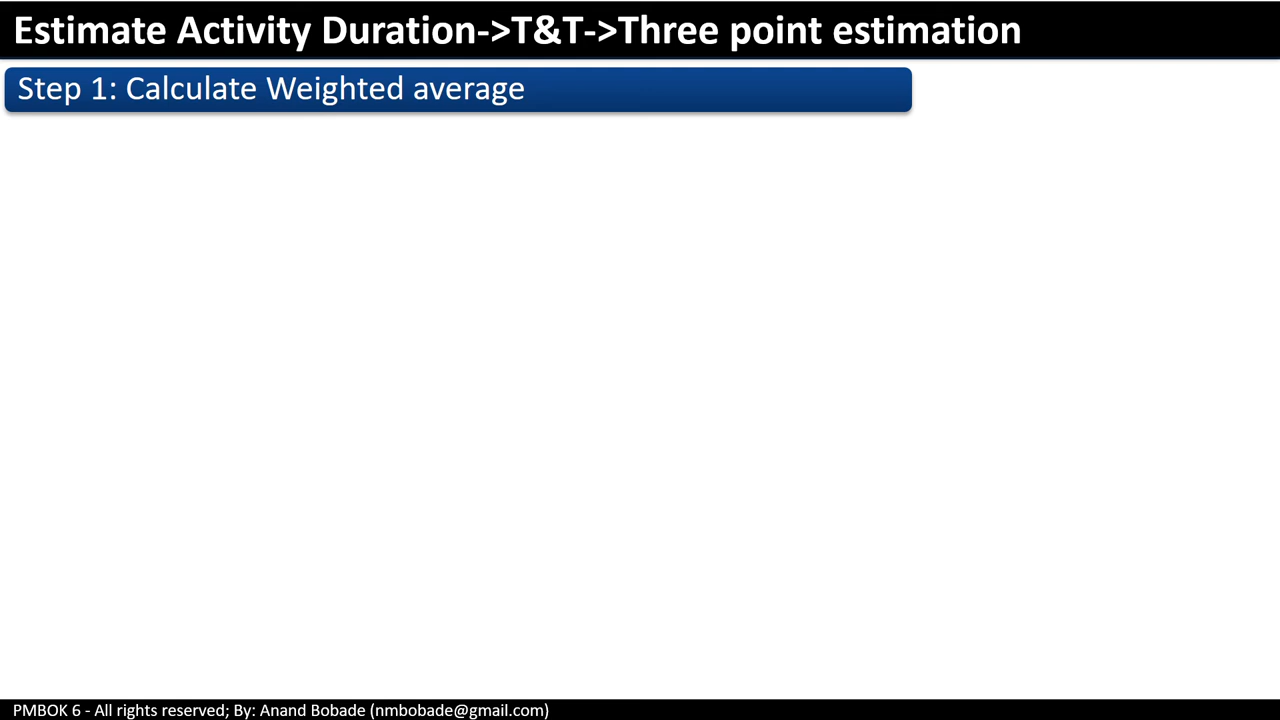 Estimate Activity Duration->T&T->Three point estimation
Step 1: Calculate Weighted average
PMBOK 6 - All rights reserved; By: Anand Bobade (nmbobade@gmail.com)